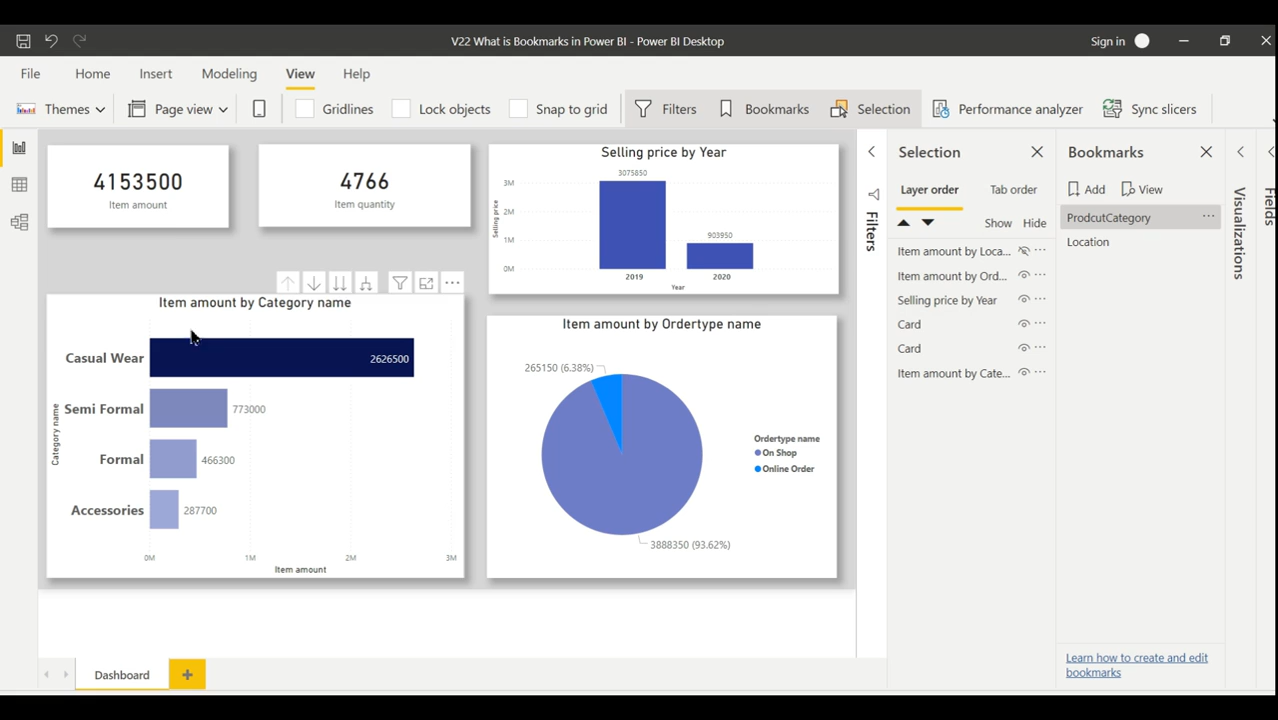 V22 What is Bookmarks in Power BI - Power BI Desktop
Sign in
File Home Insert Modeling View Help
Themes Page view Gridlines Lock objects Snap to grid Filters Bookmarks Selection Performance analyzer Sync slicers
4153500
Item amount
4766
Item quantity
Selling price by Year
3075850
903950
3M
2M
1M
0M
Selling price
2019 2020
Year
Item amount by Category name
Casual Wear 2626500
Semi Formal 773000
Formal 466300
Accessories 287700
Category name
0M 1M 2M 3M
Item amount
Item amount by Ordertype name
265150 (6.38%)
3888350 (93.62%)
Ordertype name
On Shop
Online Order
Filters
Selection
Layer order Tab order
Show Hide
Item amount by Loca...
Item amount by Ord...
Selling price by Year
Card
Card
Item amount by Cate...
Bookmarks
Add View
ProdcutCategory
Location
Learn how to create and edit
bookmarks
Visualizations
Fields
Dashboard